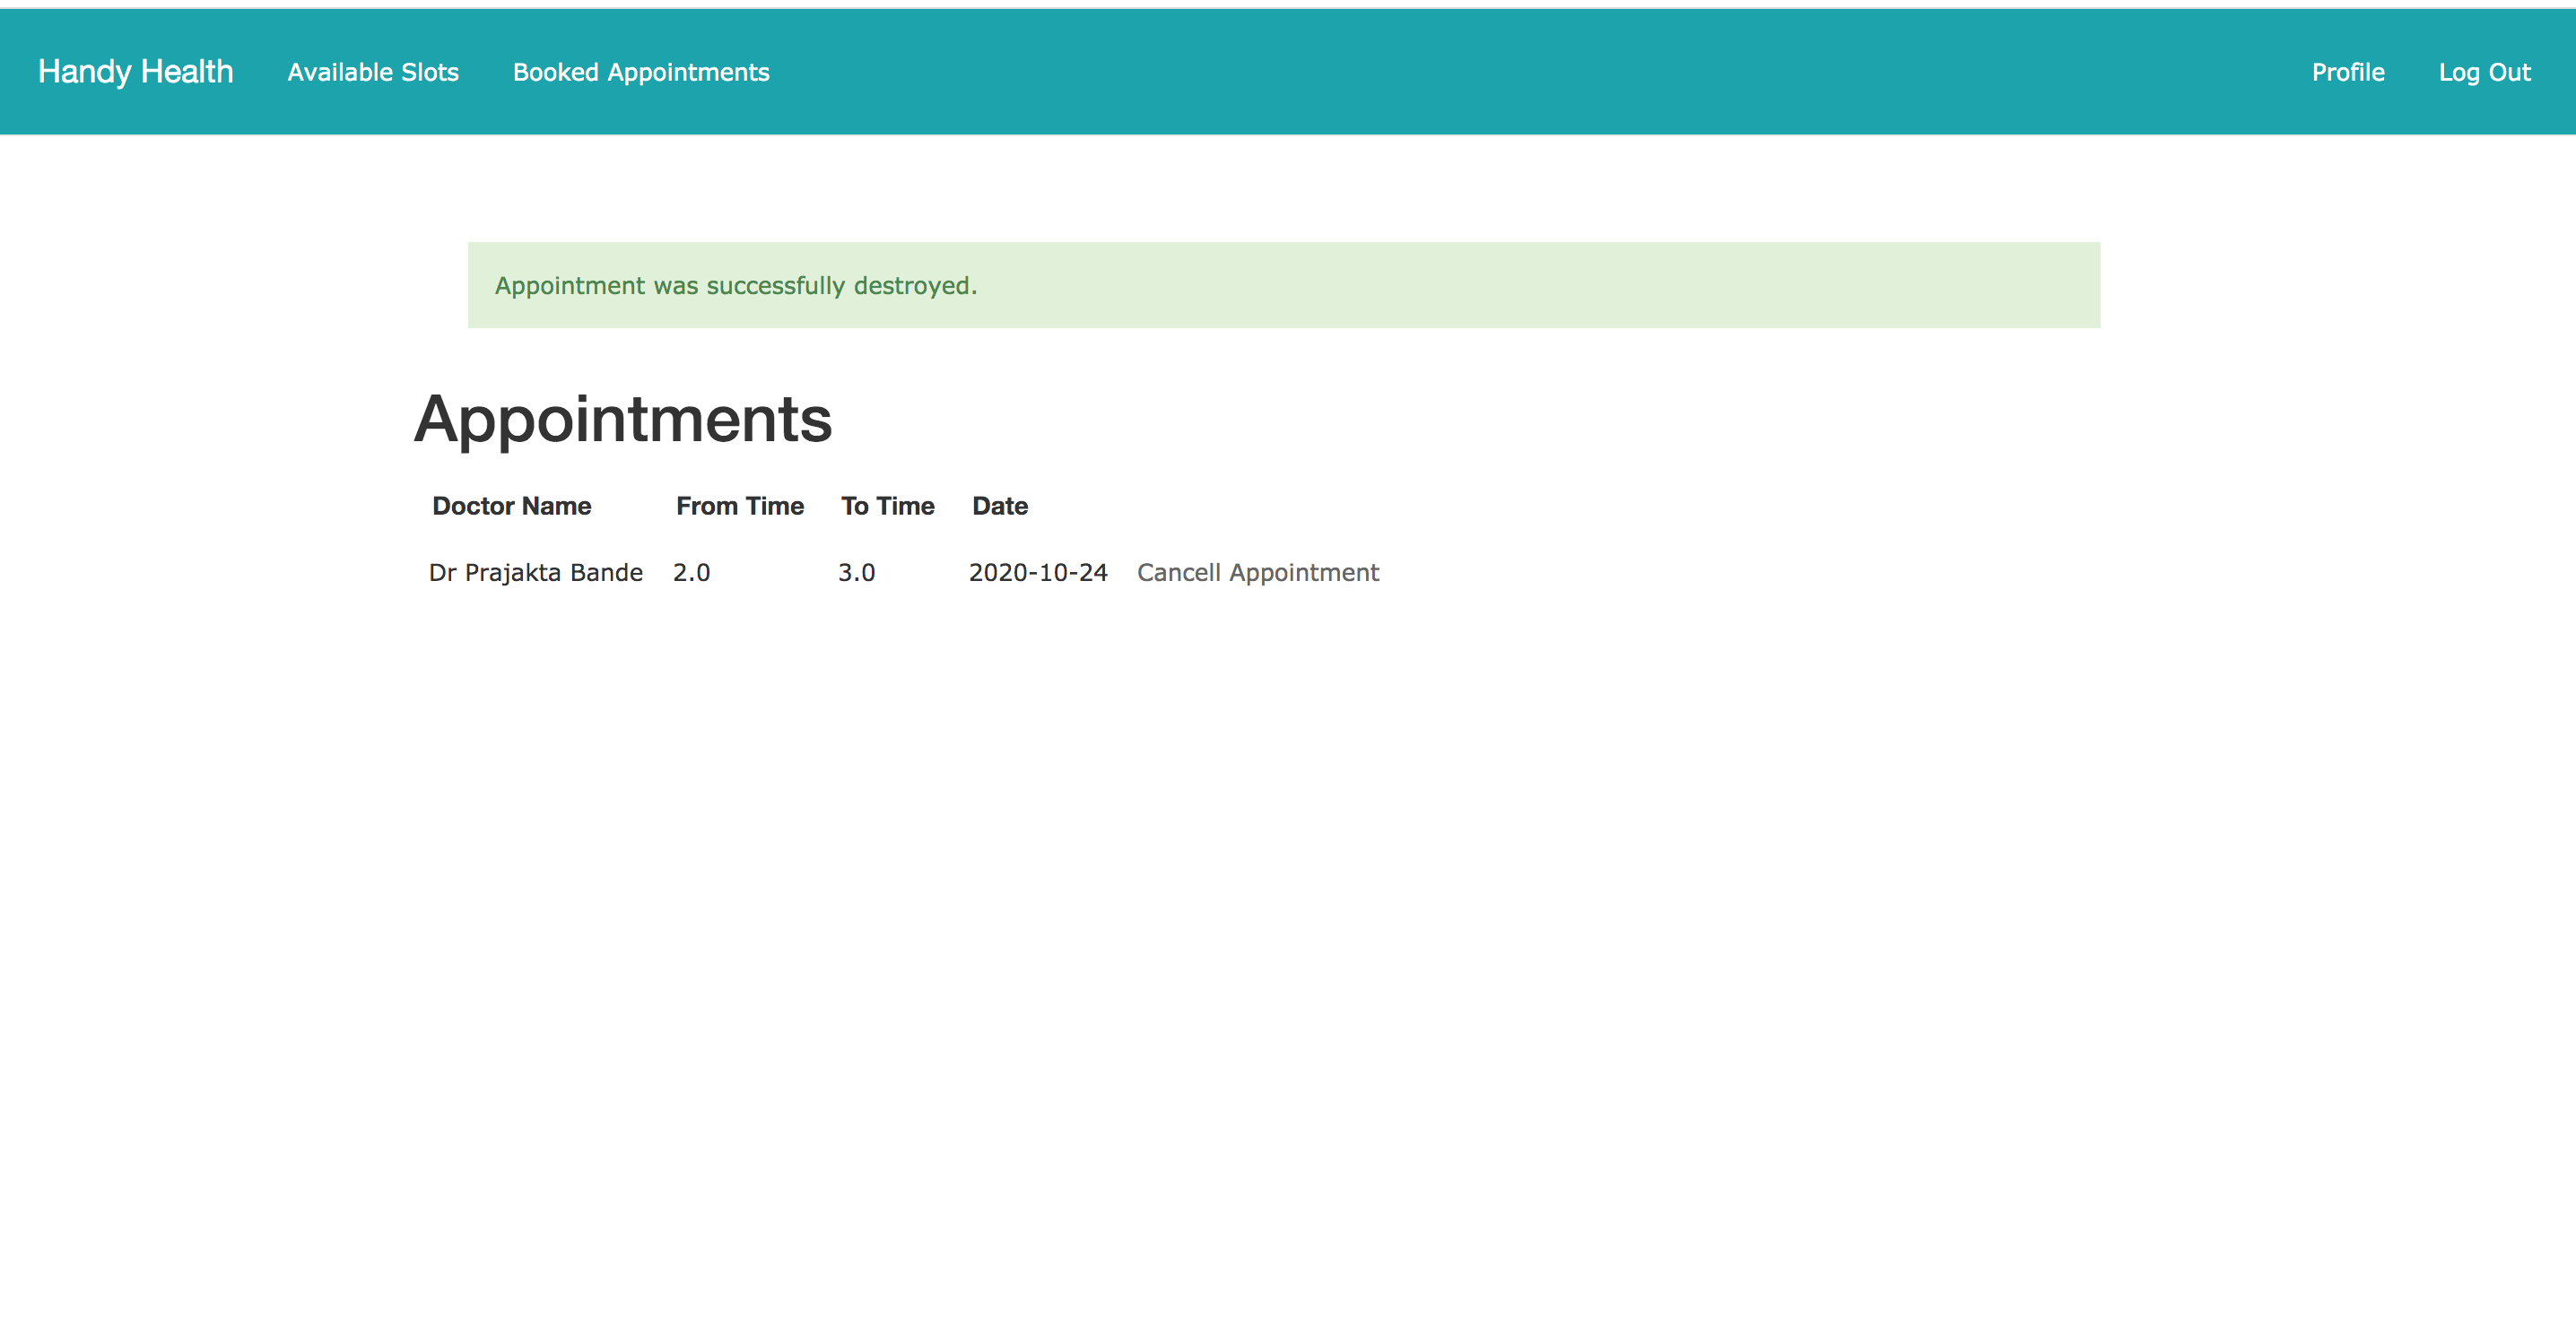 Handy Health Available Slots Booked Appointments Profile Log Out
Appointment was successfully destroyed.
Appointments
Doctor Name From Time To Time Date
Dr Prajakta Bande 2.0 3.0 2020-10-24 Cancell Appointment